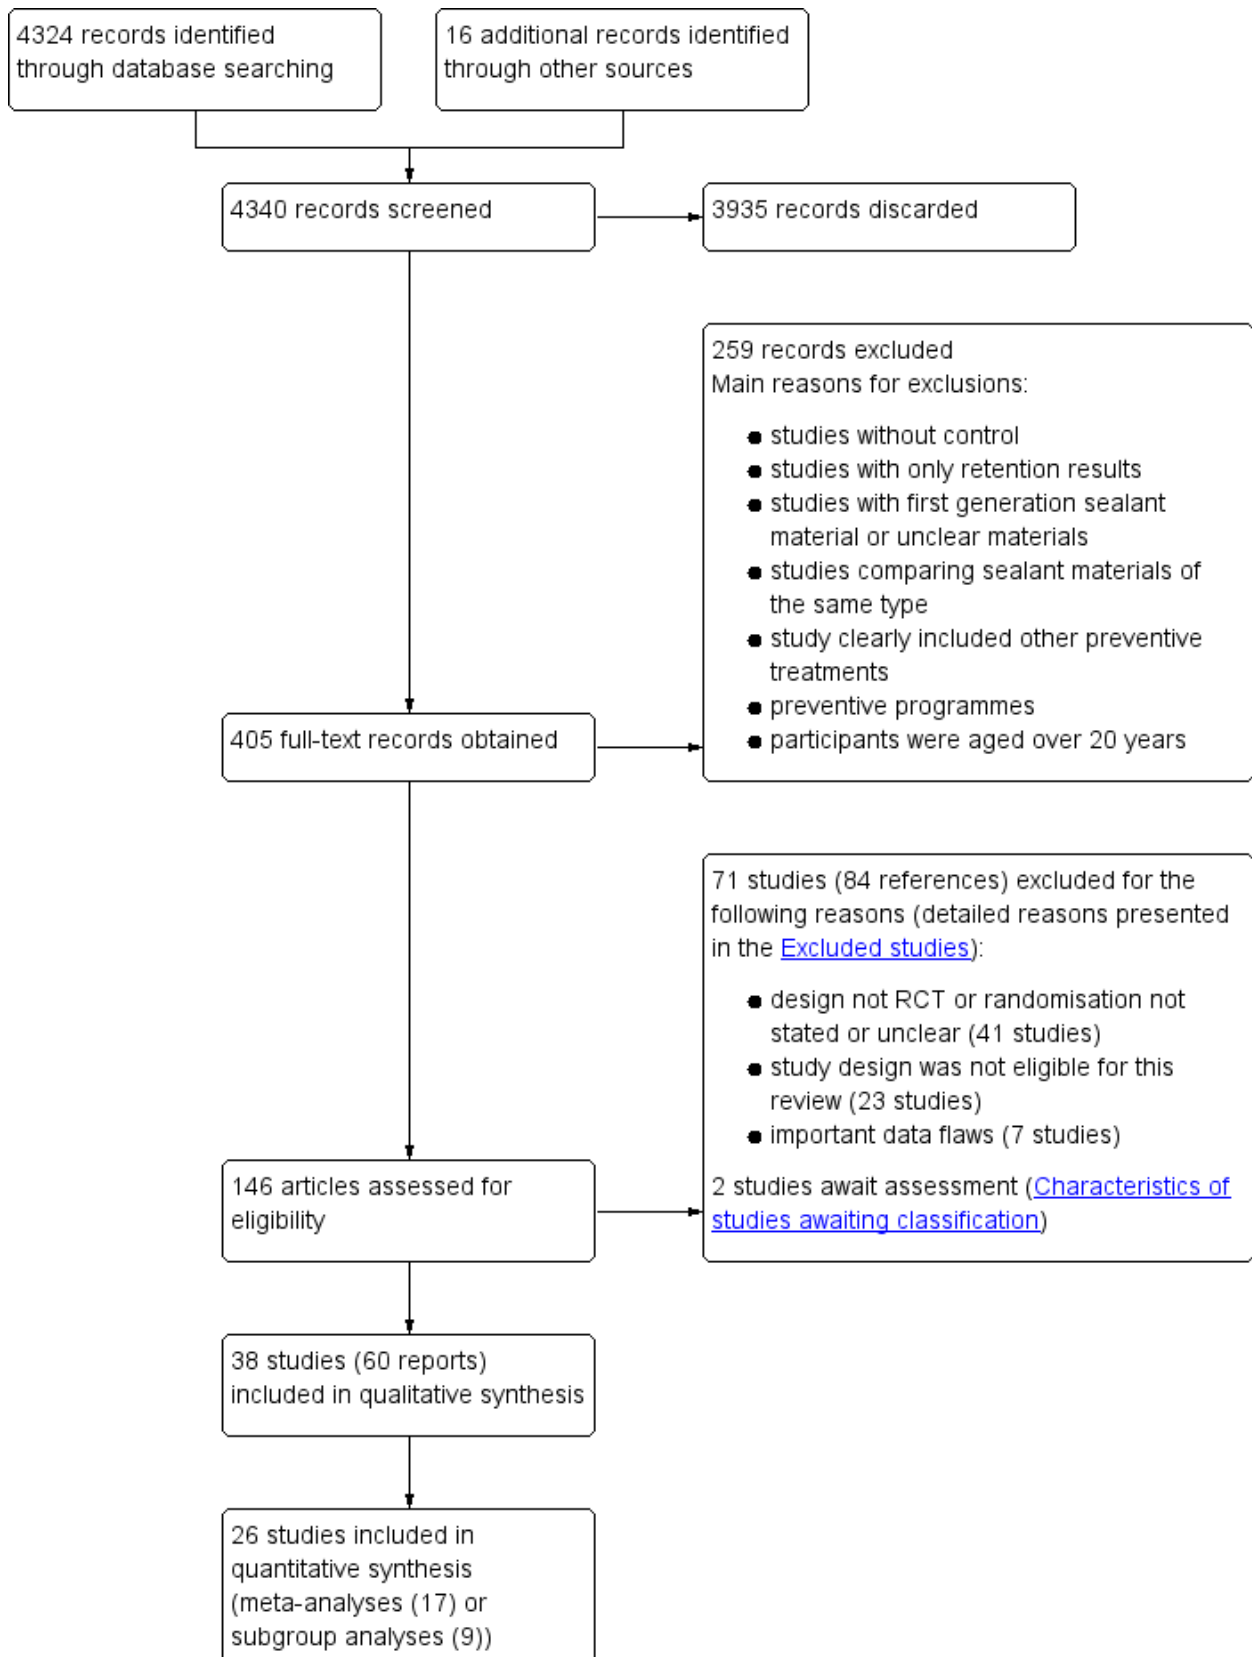 4324 records identified
through database searching
16 additional records identified
through other sources
4340 records screened
3935 records discarded
259 records excluded
Main reasons for exclusions:
● studies without control
● studies with only retention results
● studies with first generation sealant
material or unclear materials
● studies comparing sealant materials of
the same type
● study clearly included other preventive
treatments
● preventive programmes
● participants were aged over 20 years
405 full-text records obtained
71 studies (84 references) excluded for the
following reasons (detailed reasons presented
in the Excluded studies):
● design not RCT or randomisation not
stated or unclear (41 studies)
● study design was not eligible for this
review (23 studies)
● important data flaws (7 studies)
2 studies await assessment (Characteristics of
studies awaiting classification)
146 articles assessed for
eligibility
38 studies (60 reports)
included in qualitative synthesis
26 studies included in
quantitative synthesis
(meta-analyses (17) or
subgroup analyses (9))